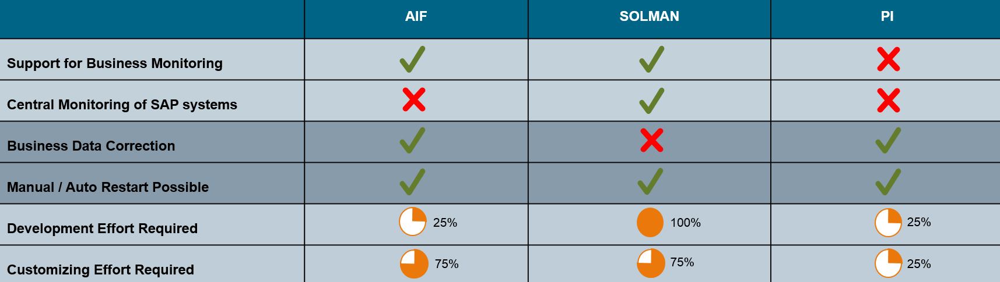 AIF SOLMAN PI
Support for Business Monitoring
Central Monitoring of SAP systems
Business Data Correction
Manual / Auto Restart Possible
Development Effort Required 25% 100% 25%
Customizing Effort Required 75% 75% 25%